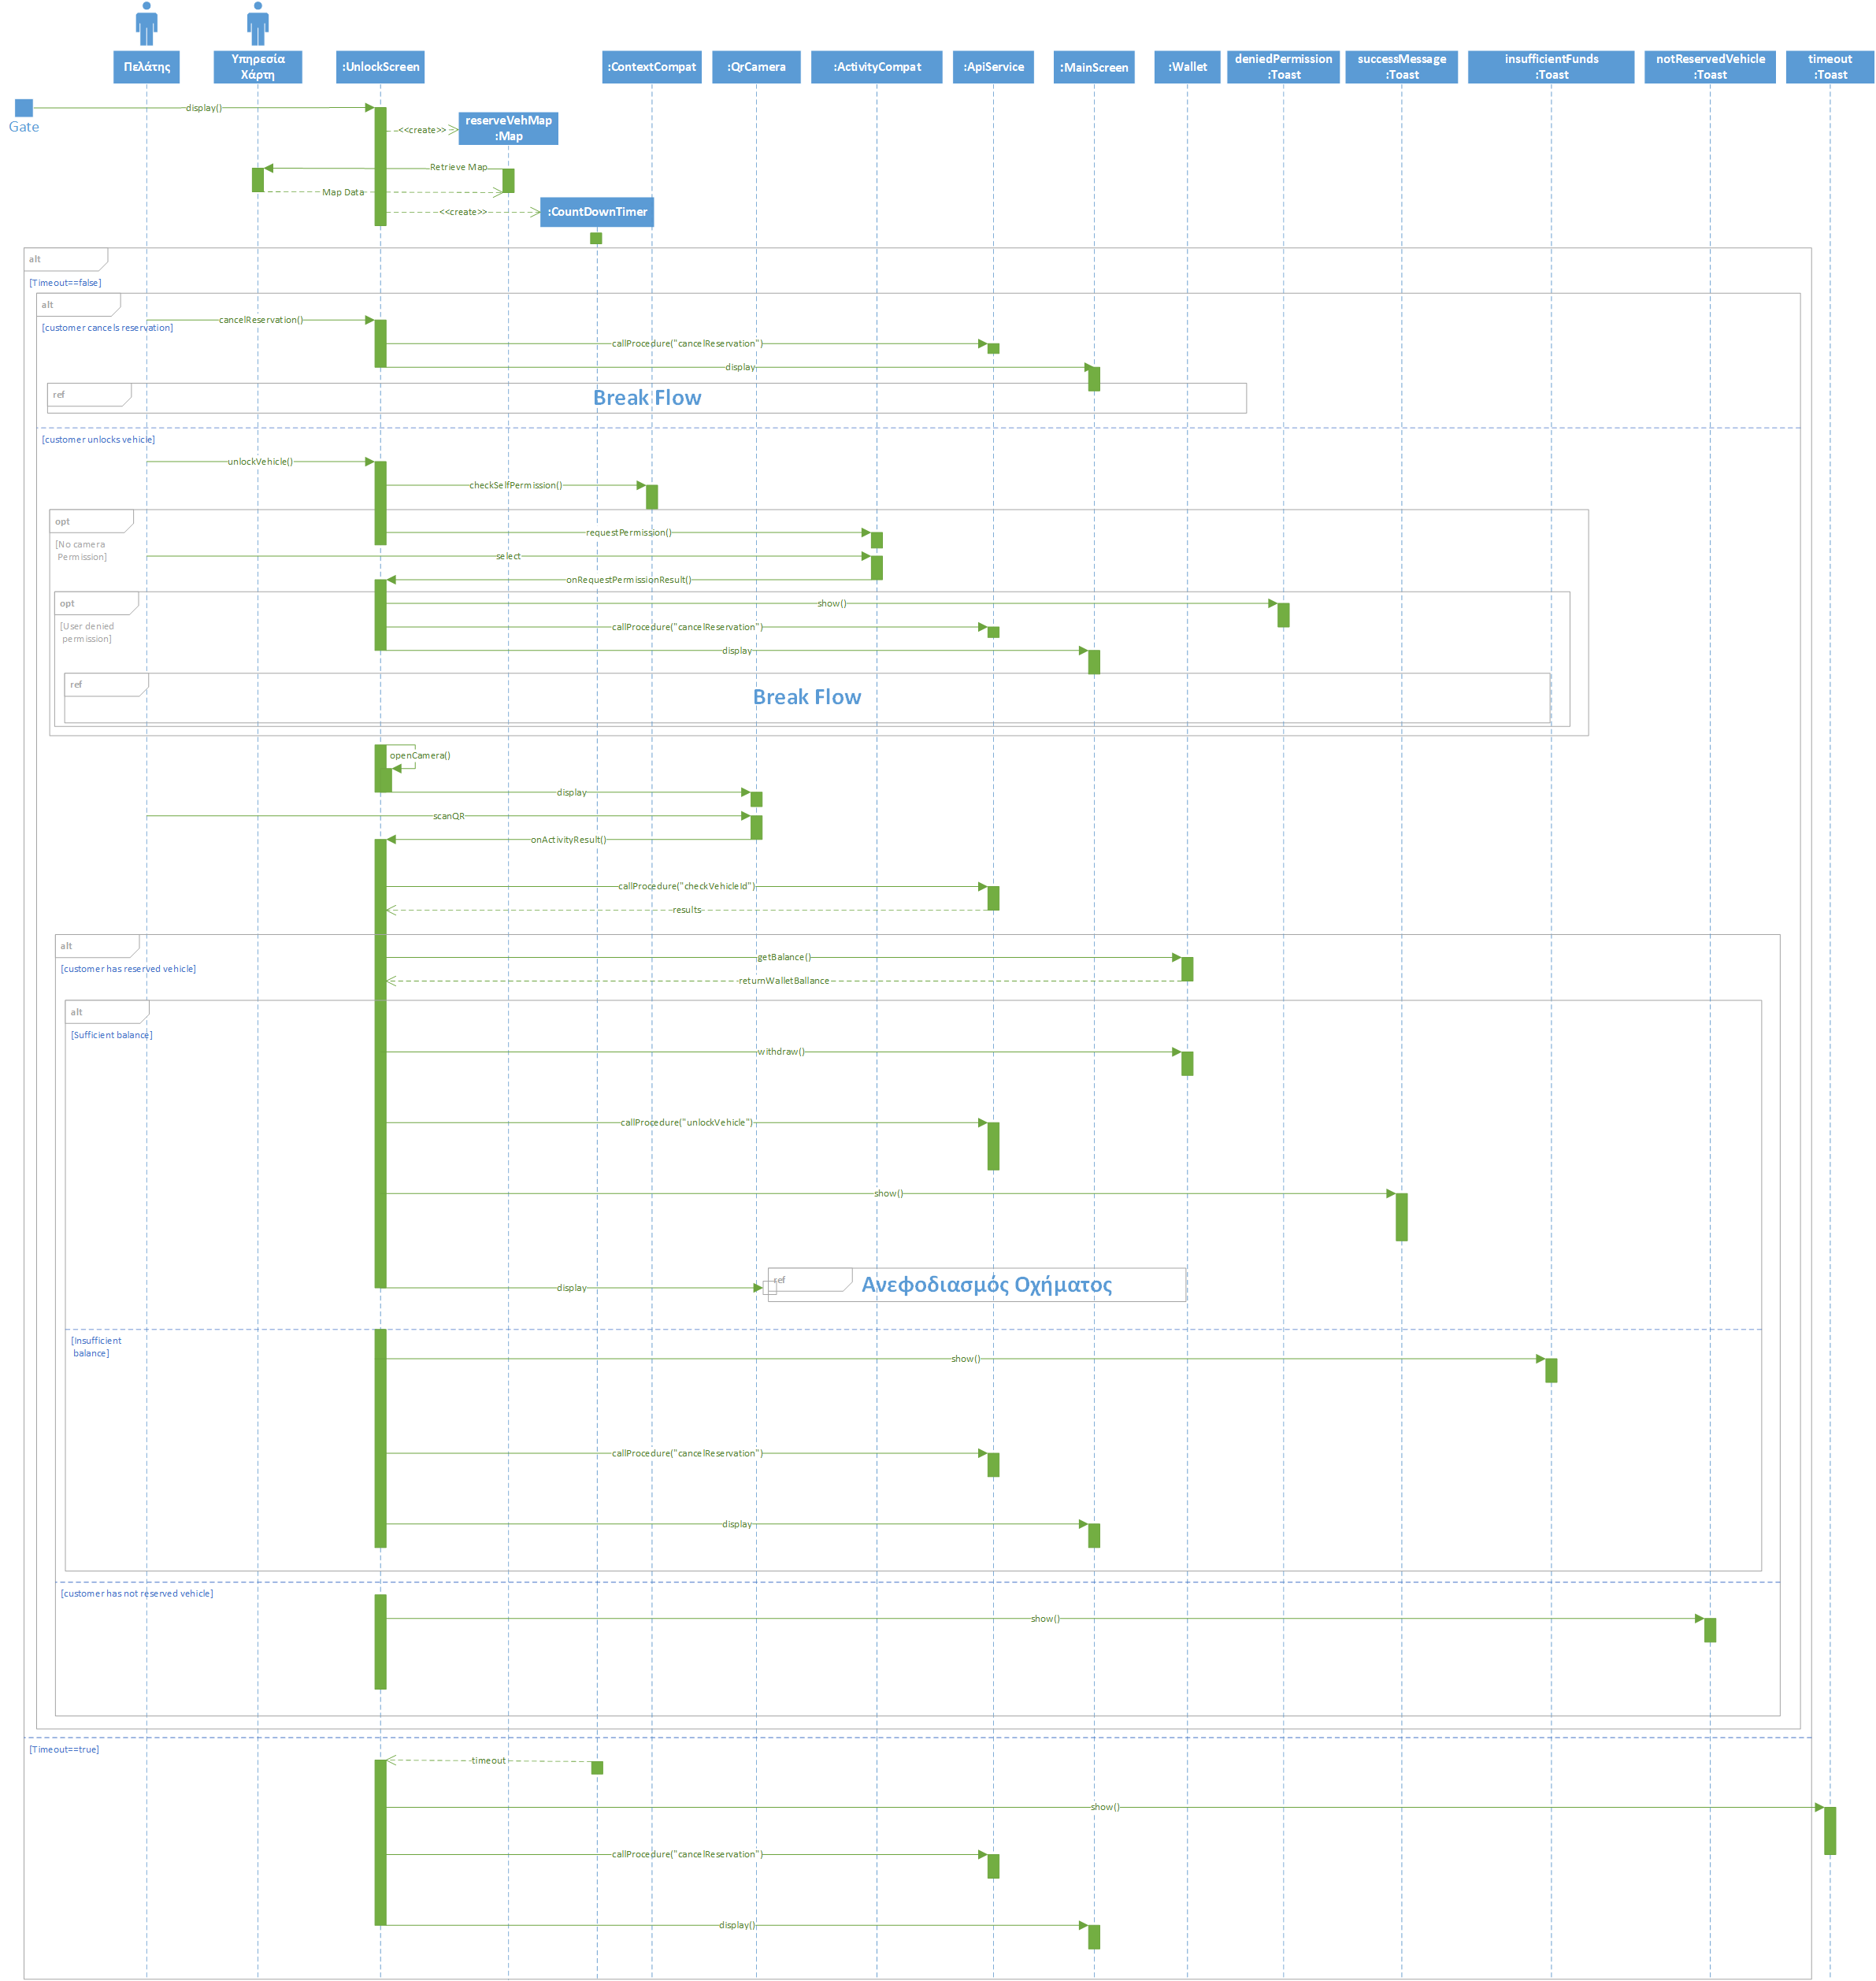 Πελάτης
Υπηρεσία
Χάρτη
:UnlockScreen
:ContextCompat
:QrCamera
:ActivityCompat
:ApiService
:MainScreen
:Wallet
deniedPermission
:Toast
successMessage
:Toast
insufficientFunds
:Toast
notReservedVehicle
:Toast
timeout
:Toast
display()
Gate
<<create>>
reserveVehMap
:Map
Retrieve Map
Map Data
<<create>>
:CountDownTimer
alt
[Timeout==false]
alt
[customer cancels reservation]
cancelReservation()
callProcedure("cancelReservation")
display
ref
Break Flow
[customer unlocks vehicle]
unlockVehicle()
checkSelfPermission()
opt
[No camera
Permission]
requestPermission()
select
onRequestPermissionResult()
opt
[User denied
permission]
show()
callProcedure("cancelReservation")
display
ref
Break Flow
openCamera()
display
scanQR
onActivityResult()
callProcedure("checkVehicleId")
results
alt
[customer has reserved vehicle]
getBalance()
returnWalletBallance
alt
[Sufficient balance]
withdraw()
callProcedure("unlockVehicle")
show()
display
ref
Ανεφοδιασμός Οχήματος
[Insufficient
balance]
show()
callProcedure("cancelReservation")
display
[customer has not reserved vehicle]
show()
[Timeout==true]
timeout
show()
callProcedure("cancelReservation")
display()